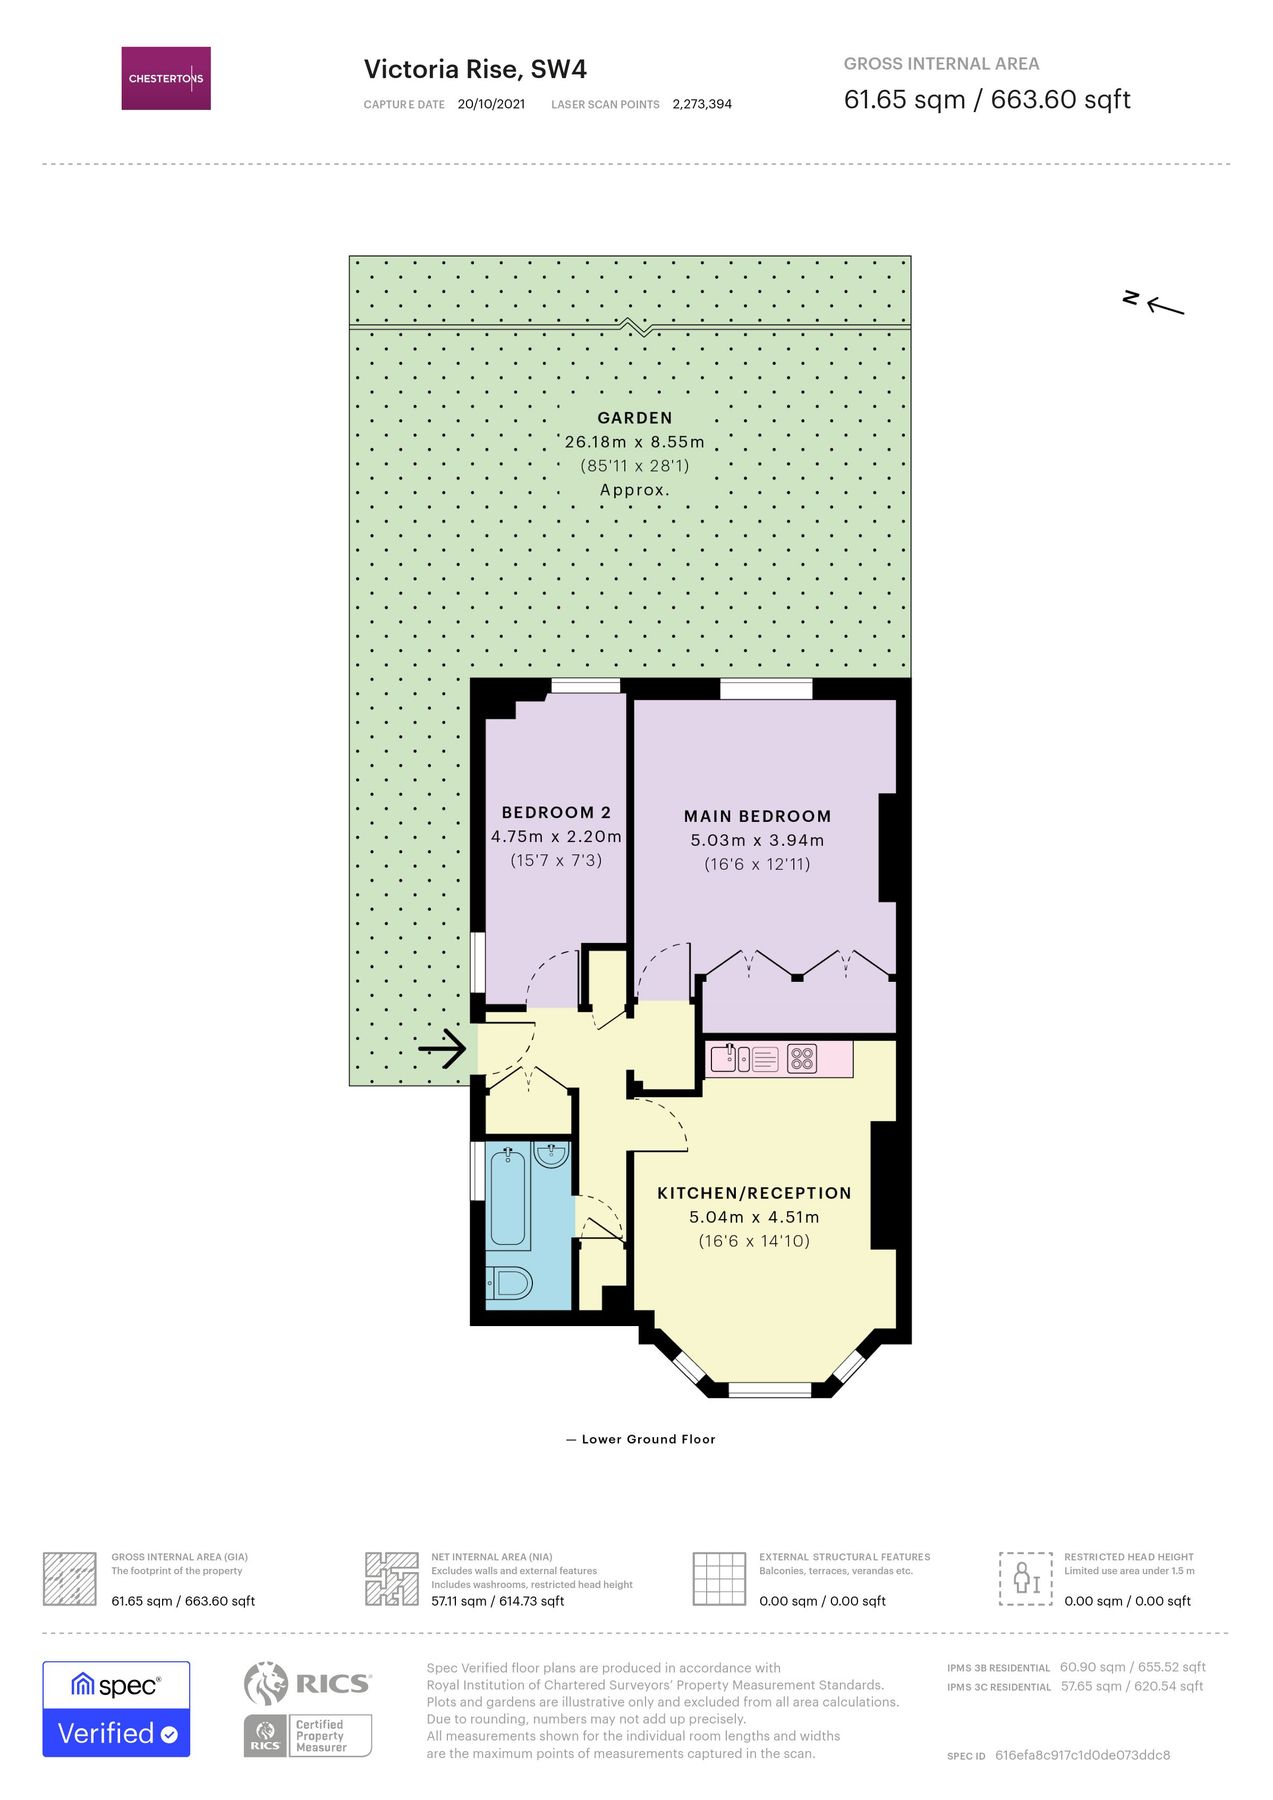 CHESTERTONS
Victoria Rise, SW4
CAPTURE DATE 20/10/2021 LASER SCAN POINTS 2,273,394
GROSS INTERNAL AREA
61.65 sqm / 663.60 sqft
N
GARDEN
26.18m x 8.55m
(85'11 x 28'1)
Approx.
BEDROOM 2
4.75m x 2.20m
(15'7 x 7'3)
MAIN BEDROOM
5.03m x 3.94m
(16'6 x 12'11)
KITCHEN/RECEPTION
5.04m x 4.51m
(16'6 x 14'10)
— Lower Ground Floor
GROSS INTERNAL AREA (GIA)
The footprint of the property
61.65 sqm / 663.60 sqft
NET INTERNAL AREA (NIA)
Excludes walls and external features
Includes washrooms, restricted head height
57.11 sqm / 614.73 sqft
EXTERNAL STRUCTURAL FEATURES
Balconies, terraces, verandas etc.
0.00 sqm / 0.00 sqft
RESTRICTED HEAD HEIGHT
Limited use area under 1.5 m
0.00 sqm / 0.00 sqft
spec®
Verified
RICS
RICS
Certified
Property
Measurer
Spec Verified floor plans are produced in accordance with
Royal Institution of Chartered Surveyors’ Property Measurement Standards.
Plots and gardens are illustrative only and excluded from all area calculations.
Due to rounding, numbers may not add up precisely.
All measurements shown for the individual room lengths and widths
are the maximum points of measurements captured in the scan.
IPMS 3B RESIDENTIAL 60.90 sqm / 655.52 sqft
IPMS 3C RESIDENTIAL 57.65 sqm / 620.54 sqft
SPEC ID 616efa8c917c1d0de073ddc8